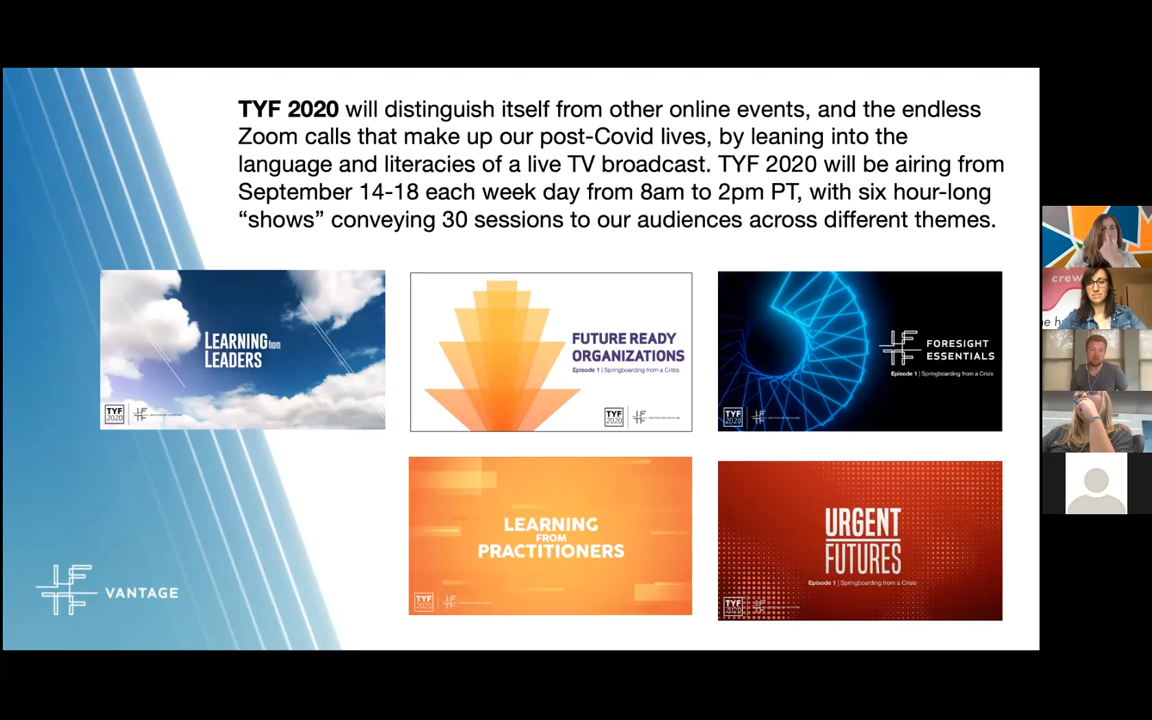 TYF 2020 will distinguish itself from other online events, and the endless
Zoom calls that make up our post-Covid lives, by leaning into the
language and literacies of a live TV broadcast. TYF 2020 will be airing from
September 14-18 each week day from 8am to 2pm PT, with six hour-long
“shows” conveying 30 sessions to our audiences across different themes.
LEARNING from
LEADERS
TYF
2020
FUTURE READY
ORGANIZATIONS
Episode 1 | Springboarding from a Crisis
TYF
2020
FORESIGHT
ESSENTIALS
Episode 1 | Springboarding from a Crisis
TYF
2020
LEARNING
FROM
PRACTITIONERS
TYF
2020
URGENT
FUTURES
Episode 1 | Springboarding from a Crisis
TYF
2020
VANTAGE
crew